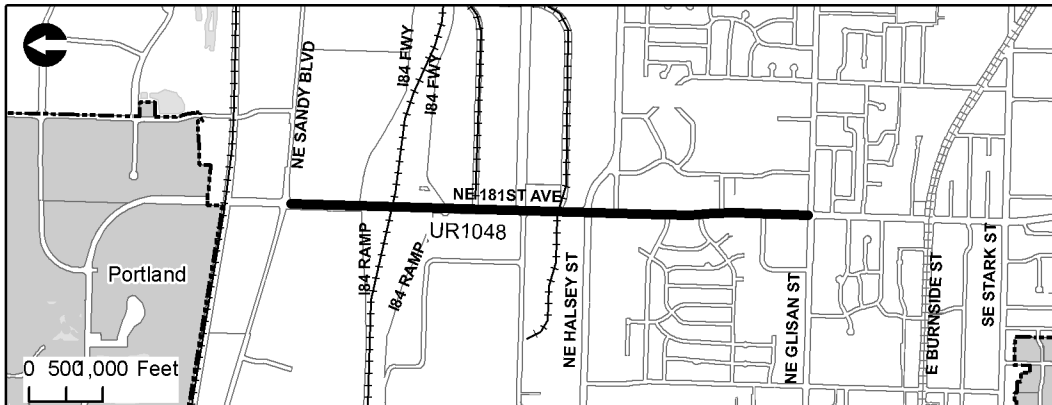 NE SANDY BLVD
I84 FWY
I84 FWY
NE 181ST AVE
UR1048
I84 RAMP
I84 RAMP
NE HALSEY ST
NE GLISAN ST
E BURNSIDE ST
SE STARK ST
Portland
0 500 1,000 Feet